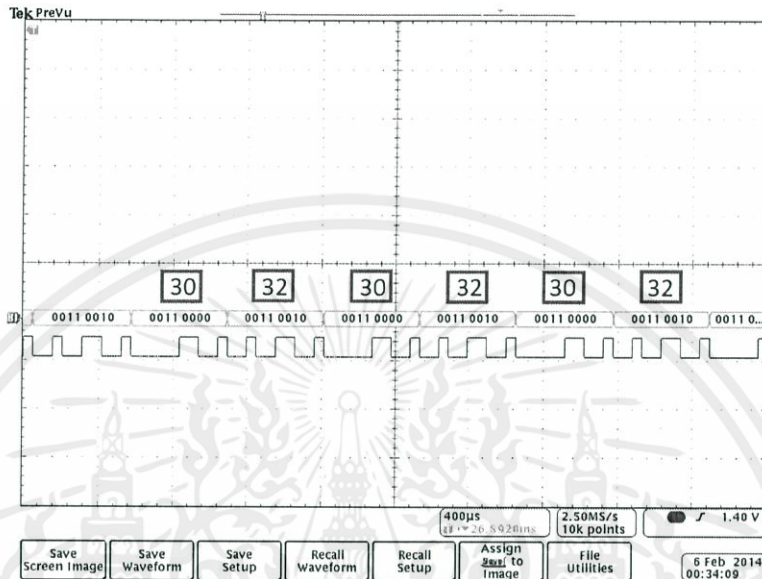 Tek PreVu
30 32 30 32 30 32
0011 0010 0011 0000 0011 0010 0011 0000 0011 0010 0011 0000 0011 0010 0011 0...
400µs 2.50MS/s 1.40 V
10k points
Save Screen Image
Save Waveform
Save Setup
Recall Waveform
Recall Setup
Assign Save to Image
File Utilities
6 Feb 2014
00:34:09